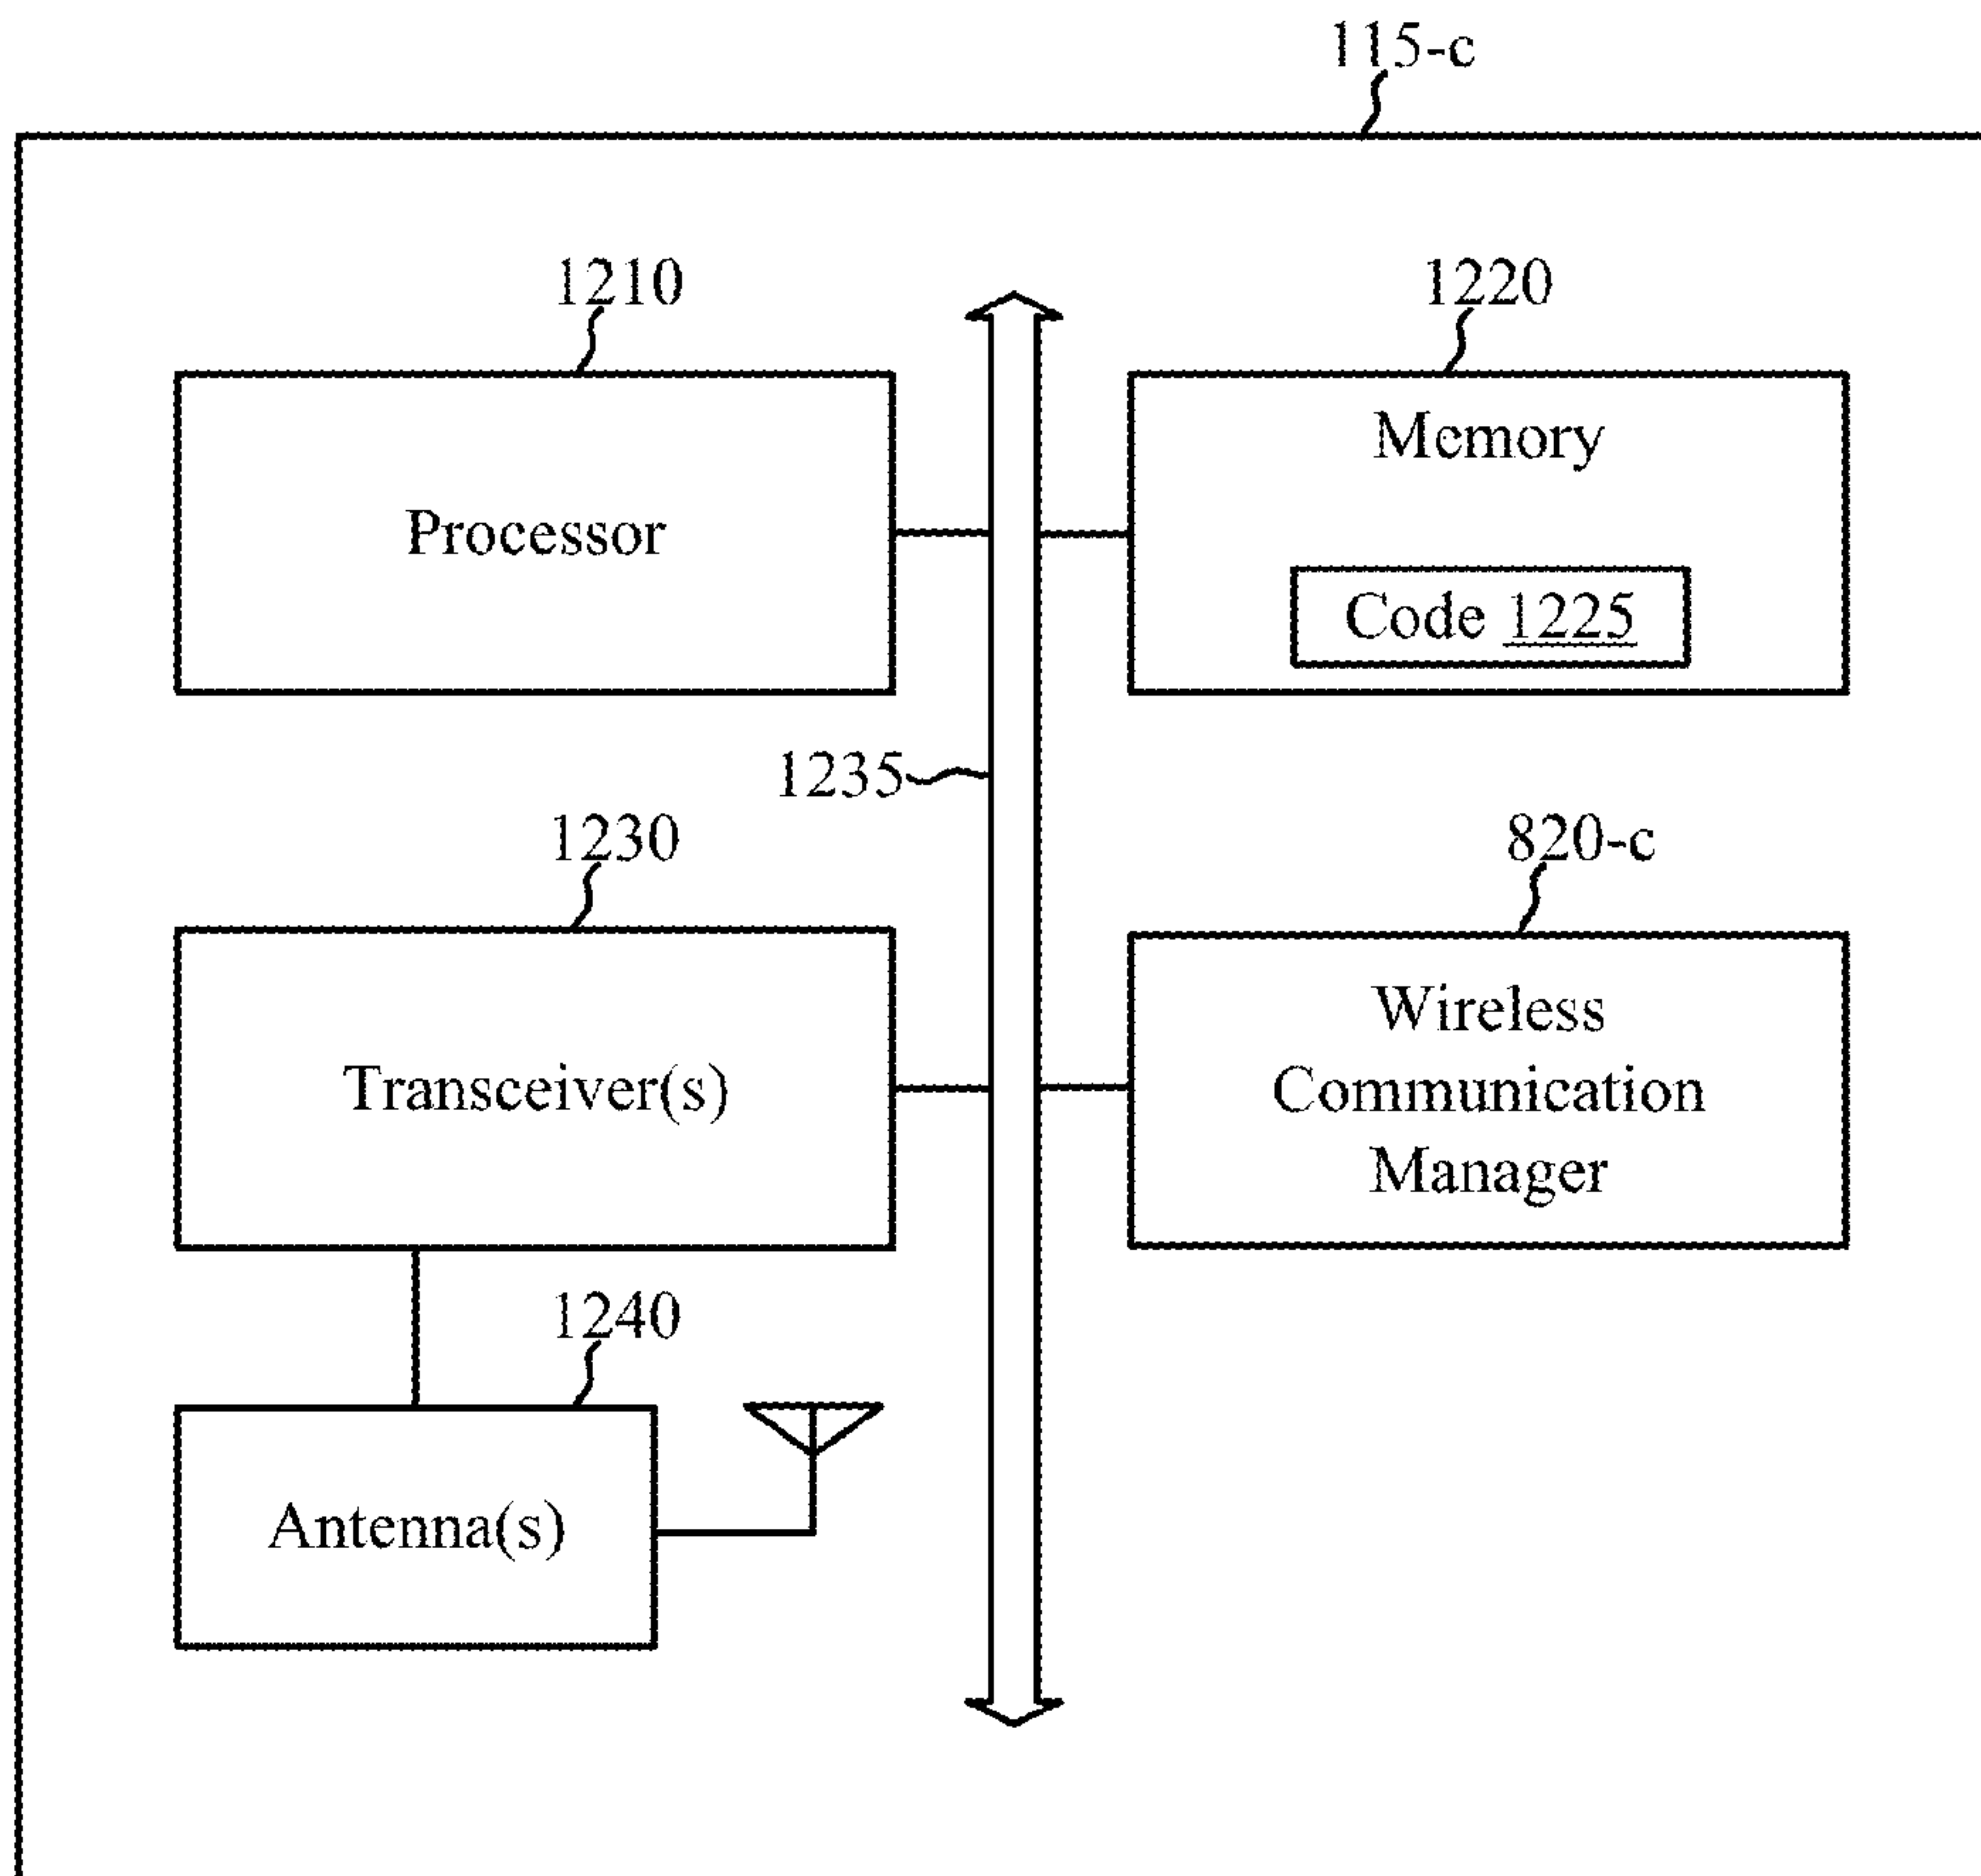 115-c
1210
1220
Processor
Memory
Code 1225
1235
1230
820-c
Transceiver(s)
Wireless
Communication
Manager
1240
Antenna(s)